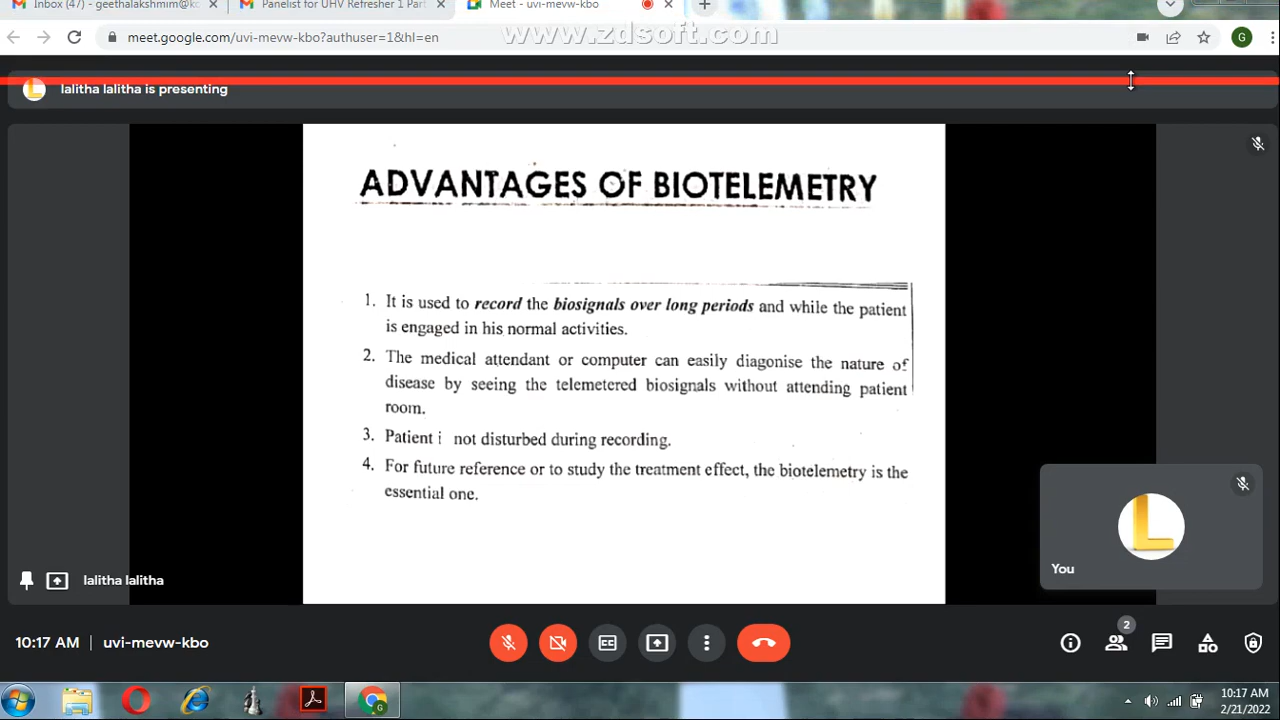 Inbox (47) - geethalakshmim@kc
Panelist for UHV Refresher 1 Part
Meet - uvi-mevw-kbo
meet.google.com/uvi-mevw-kbo?authuser=1&hl=en
www.zdsoft.com
G
lalitha lalitha is presenting
ADVANTAGES OF BIOTELEMETRY
1. It is used to record the biosignals over long periods and while the patient
is engaged in his normal activities.
2. The medical attendant or computer can easily diagonise the nature of
disease by seeing the telemetered biosignals without attending patient
room.
3. Patient i not disturbed during recording.
4. For future reference or to study the treatment effect, the biotelemetry is the
essential one.
L
You
lalitha lalitha
10:17 AM | uvi-mevw-kbo
CC
2
10:17 AM
2/21/2022